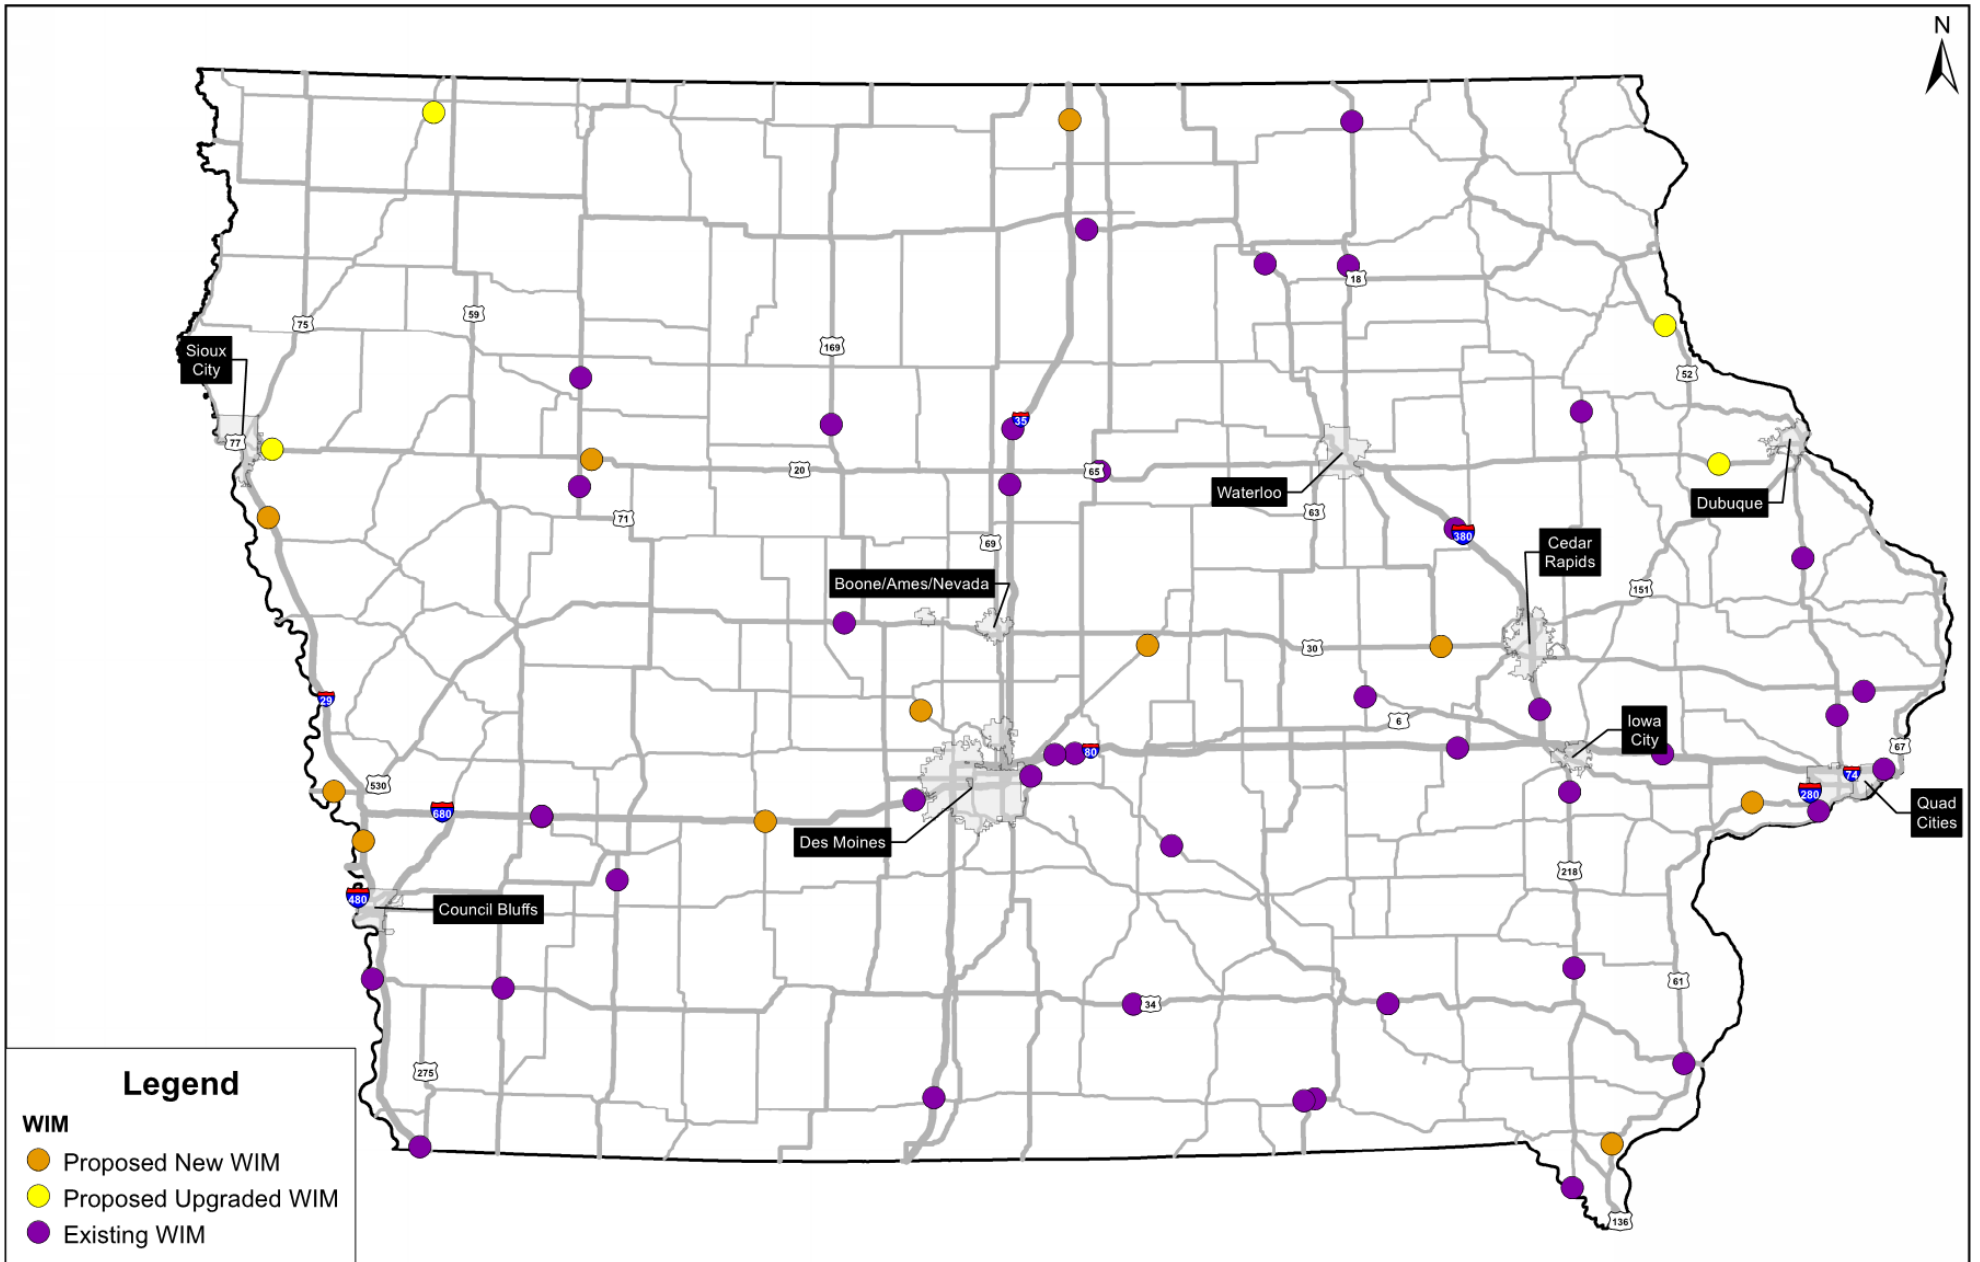 N
Sioux
City
75
59
169
35
18
52
77
20
65
Waterloo
Dubuque
71
63
69
380
Cedar
Rapids
Boone/Ames/Nevada
151
30
29
6
Iowa
City
80
67
530
680
74
280
Quad
Cities
Des Moines
218
480
Council Bluffs
61
34
275
136
Legend
WIM
Proposed New WIM
Proposed Upgraded WIM
Existing WIM